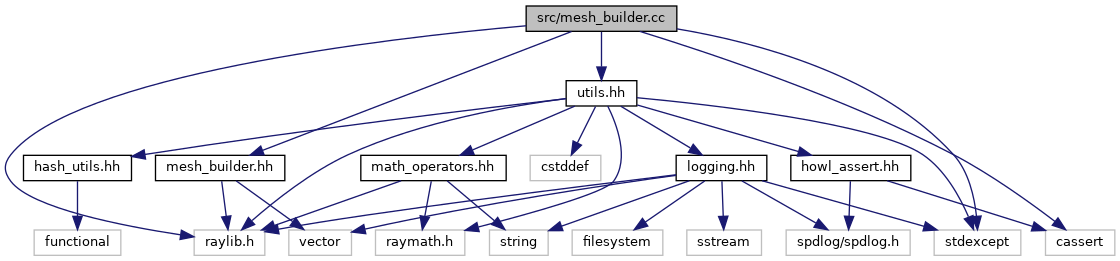 src/mesh_builder.cc
utils.hh
hash_utils.hh
mesh_builder.hh
math_operators.hh
cstddef
logging.hh
howl_assert.hh
functional
raylib.h
vector
raymath.h
string
filesystem
sstream
spdlog/spdlog.h
stdexcept
cassert